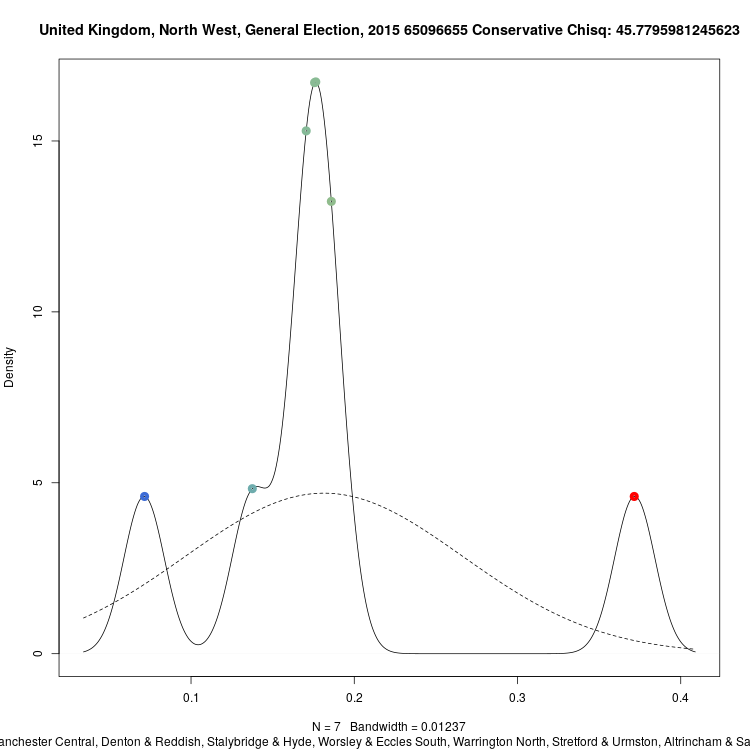 United Kingdom, North West, General Election, 2015 65096655 Conservative Chisq: 45.7795981245623
15
10
5
0
Density
0.1 0.2 0.3 0.4
N = 7 Bandwidth = 0.01237
anchester Central, Denton & Reddish, Stalybridge & Hyde, Worsley & Eccles South, Warrington North, Stretford & Urmston, Altrincham & Sa